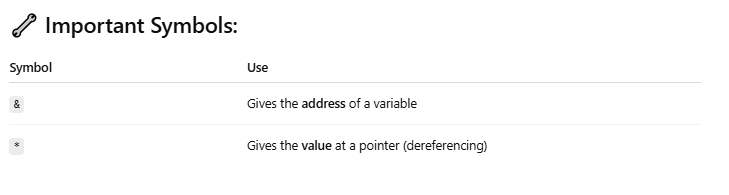 Important Symbols:
Symbol Use
& Gives the address of a variable
* Gives the value at a pointer (dereferencing)